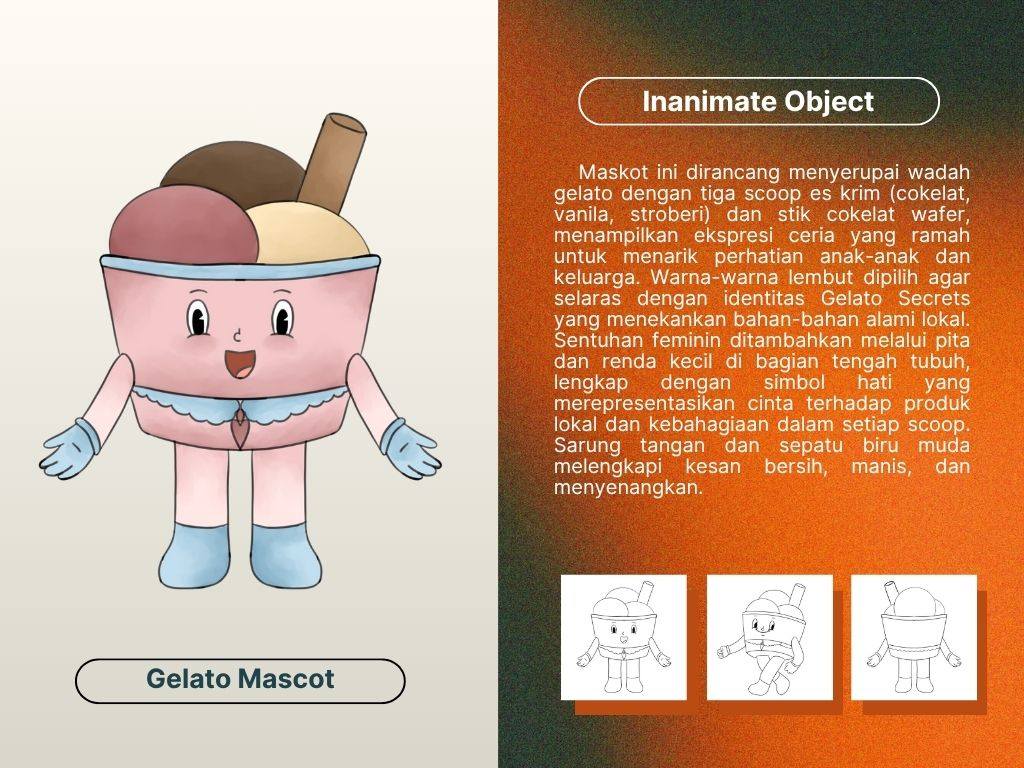 Gelato Mascot
Inanimate Object
Maskot ini dirancang menyerupai wadah
gelato dengan tiga scoop es krim (cokelat,
vanila, stroberi) dan stik cokelat wafer,
menampilkan ekspresi ceria yang ramah
untuk menarik perhatian anak-anak dan
keluarga. Warna-warna lembut dipilih agar
selaras dengan identitas Gelato Secrets
yang menekankan bahan-bahan alami lokal.
Sentuhan feminin ditambahkan melalui pita
dan renda kecil di bagian tengah tubuh,
lengkap dengan simbol hati yang
merepresentasikan cinta terhadap produk
lokal dan kebahagiaan dalam setiap scoop.
Sarung tangan dan sepatu biru muda
melengkapi kesan bersih, manis, dan
menyenangkan.